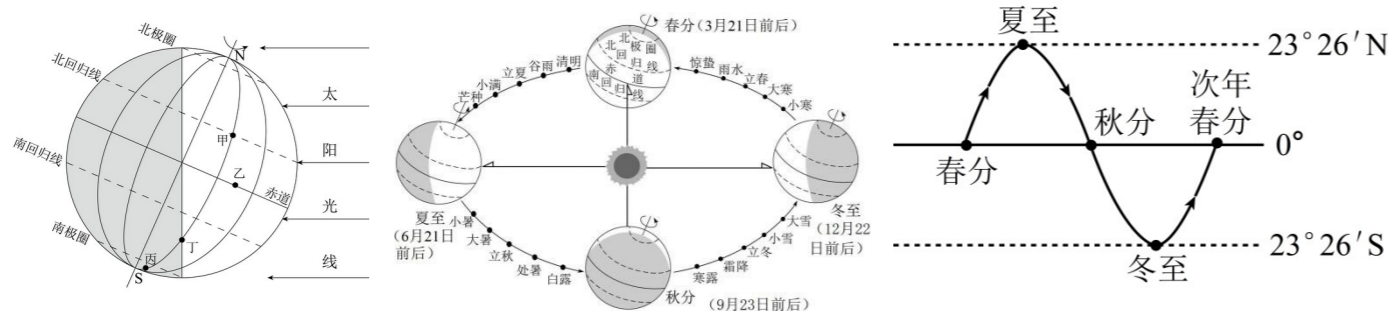 北极圈
N
北回归线
太
甲
阳
南回归线
乙
赤道
光
南极圈
丙
丁
线
S
春分(3月21日前后)
北极圈
北回归线
赤道
南回归线
清明
谷雨
立夏
小满
芒种
惊蛰
雨水
立春
大寒
小寒
夏至
(6月21日
前后)
小暑
大暑
立秋
处暑
白露
秋分
(9月23日前后)
寒露
霜降
立冬
小雪
大雪
冬至
(12月22
日前后)
夏至
23°26′N
次年
春分
秋分
0°
春分
23°26′S
冬至